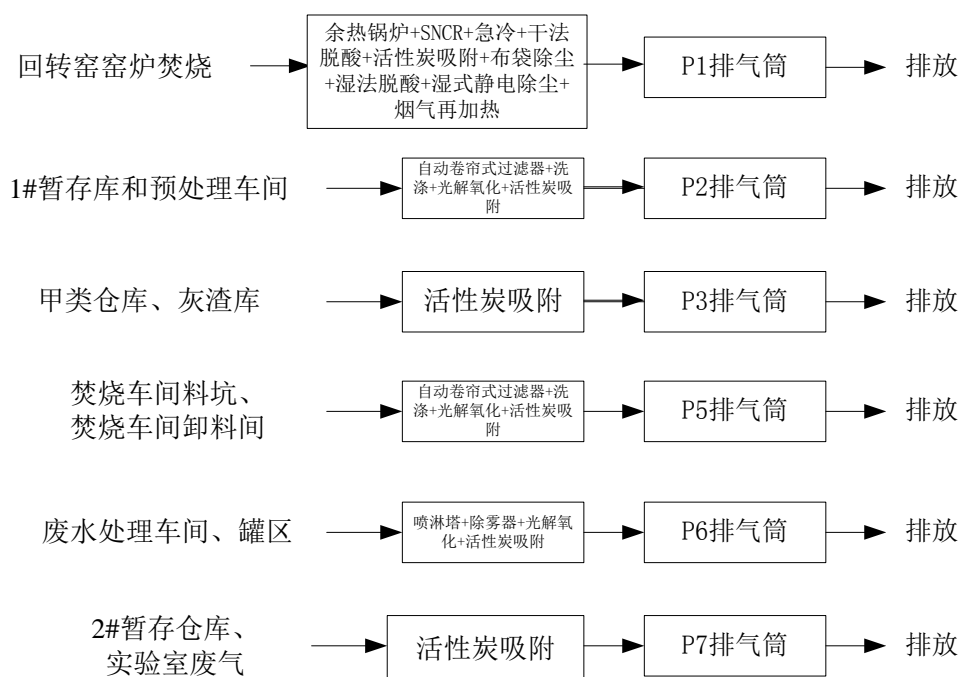 余热锅炉+SNCR+急冷+干法
脱酸+活性炭吸附+布袋除尘
+湿法脱酸+湿式静电除尘+
烟气再加热
回转窑窑炉焚烧
P1排气筒
排放
自动卷帘式过滤器+洗
涤+光解氧化+活性炭吸
附
1#暂存库和预处理车间
P2排气筒
排放
甲类仓库、灰渣库
活性炭吸附
P3排气筒
排放
焚烧车间料坑、
焚烧车间卸料间
自动卷帘式过滤器+洗
涤+光解氧化+活性炭吸
附
P5排气筒
排放
废水处理车间、罐区
喷淋塔+除雾器+光解氧
化+活性炭吸附
P6排气筒
排放
2#暂存仓库、
实验室废气
活性炭吸附
P7排气筒
排放